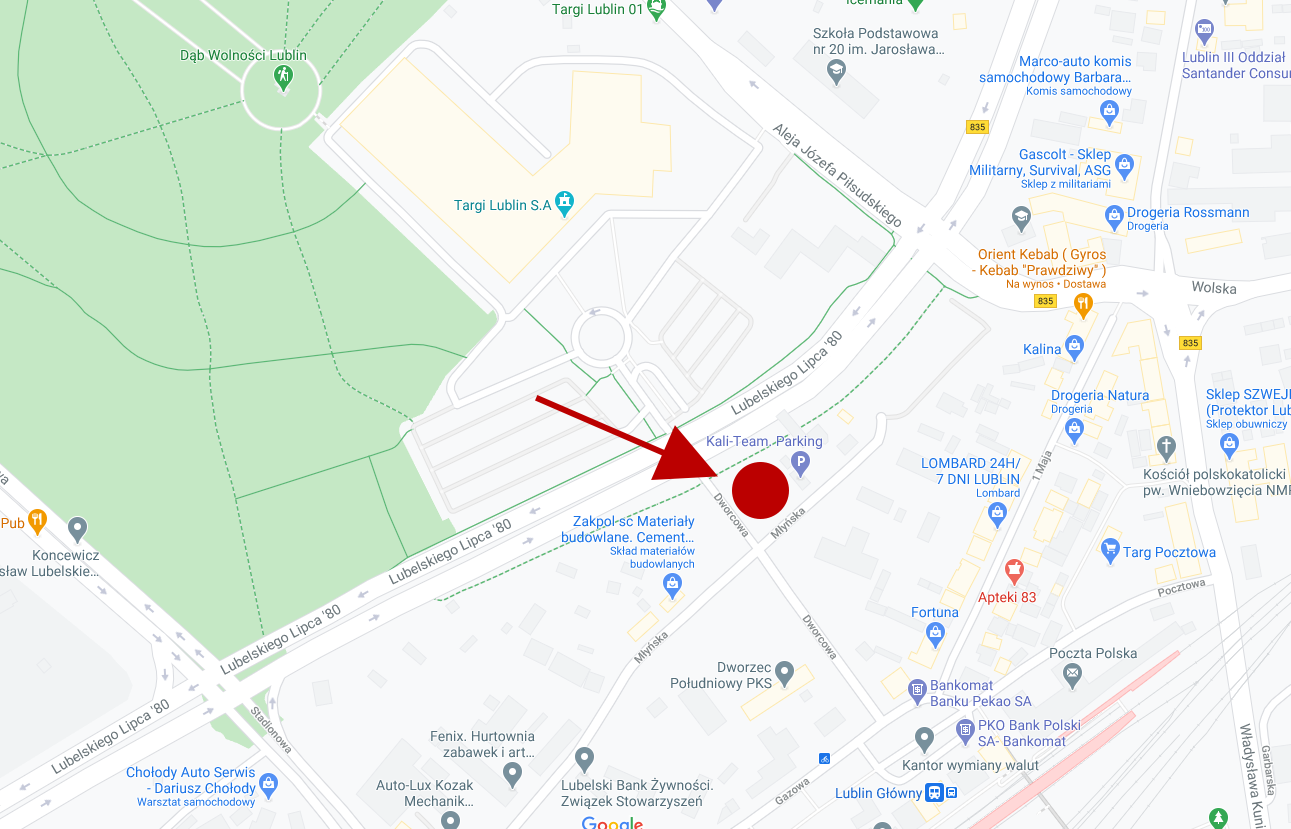 Targi Lublin 01
Icemania
Dąb Wolności Lublin
Szkoła Podstawowa
nr 20 im. Jarosława…
Lublin III Oddział
Santander Consu
Marco-auto komis
samochodowy Barbara…
Komis samochodowy
835
Aleja Józefa Piłsudskiego
Gascolt - Sklep
Militarny, Survival, ASG
Sklep z militariami
Targi Lublin S.A
Drogeria Rossmann
Drogeria
Orient Kebab ( Gyros
- Kebab "Prawdziwy" )
Na wynos • Dostawa
835
Wolska
835
Kalina
Lubelskiego Lipca '80
Drogeria Natura
Drogeria
Sklep SZWEJ
(Protektor Lub
Sklep obuwniczy
Kali-Team. Parking
P
LOMBARD 24H/
7 DNI LUBLIN
Lombard
1 Maja
Kościół polskokatolicki
pw. Wniebowzięcia NMP
Pub
Koncewicz
sław Lubelskie…
Dworcowa
Młyńska
Zakpol sc Materiały
budowlane. Cement…
Skład materiałów
budowlanych
Lubelskiego Lipca '80
Targ Pocztowa
Pocztowa
Apteki 83
Fortuna
Lubelskiego Lipca '80
Młyńska
Dworcowa
Poczta Polska
Dworzec
Południowy PKS
Bankomat
Banku Pekao SA
PKO Bank Polski
SA- Bankomat
Stadionowa
Lubelskiego Lipca '80
Fenix. Hurtownia
zabawek i art…
Kantor wymiany walut
Władysława Kuni
Garbarska
Chołody Auto Serwis
- Dariusz Chołody
Warsztat samochodowy
Auto-Lux Kozak
Mechanik…
Lubelski Bank Żywności.
Związek Stowarzyszeń
Gazowa
Lublin Główny
Google